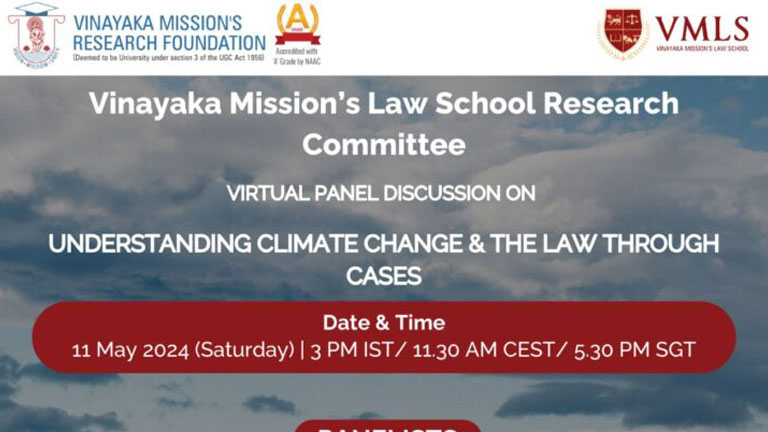 VINAYAKA MISSION'S
RESEARCH FOUNDATION
(Deemed to be University under section 3 of the UGC Act 1956)
Accredited with
'A' Grade by NAAC
VMLS
VINAYAKA MISSION'S LAW SCHOOL
Vinayaka Mission's Law School Research
Committee
VIRTUAL PANEL DISCUSSION ON
UNDERSTANDING CLIMATE CHANGE & THE LAW THROUGH
CASES
Date & Time
11 May 2024 (Saturday) | 3 PM IST/ 11.30 AM CEST/ 5.30 PM SGT
PANELISTS